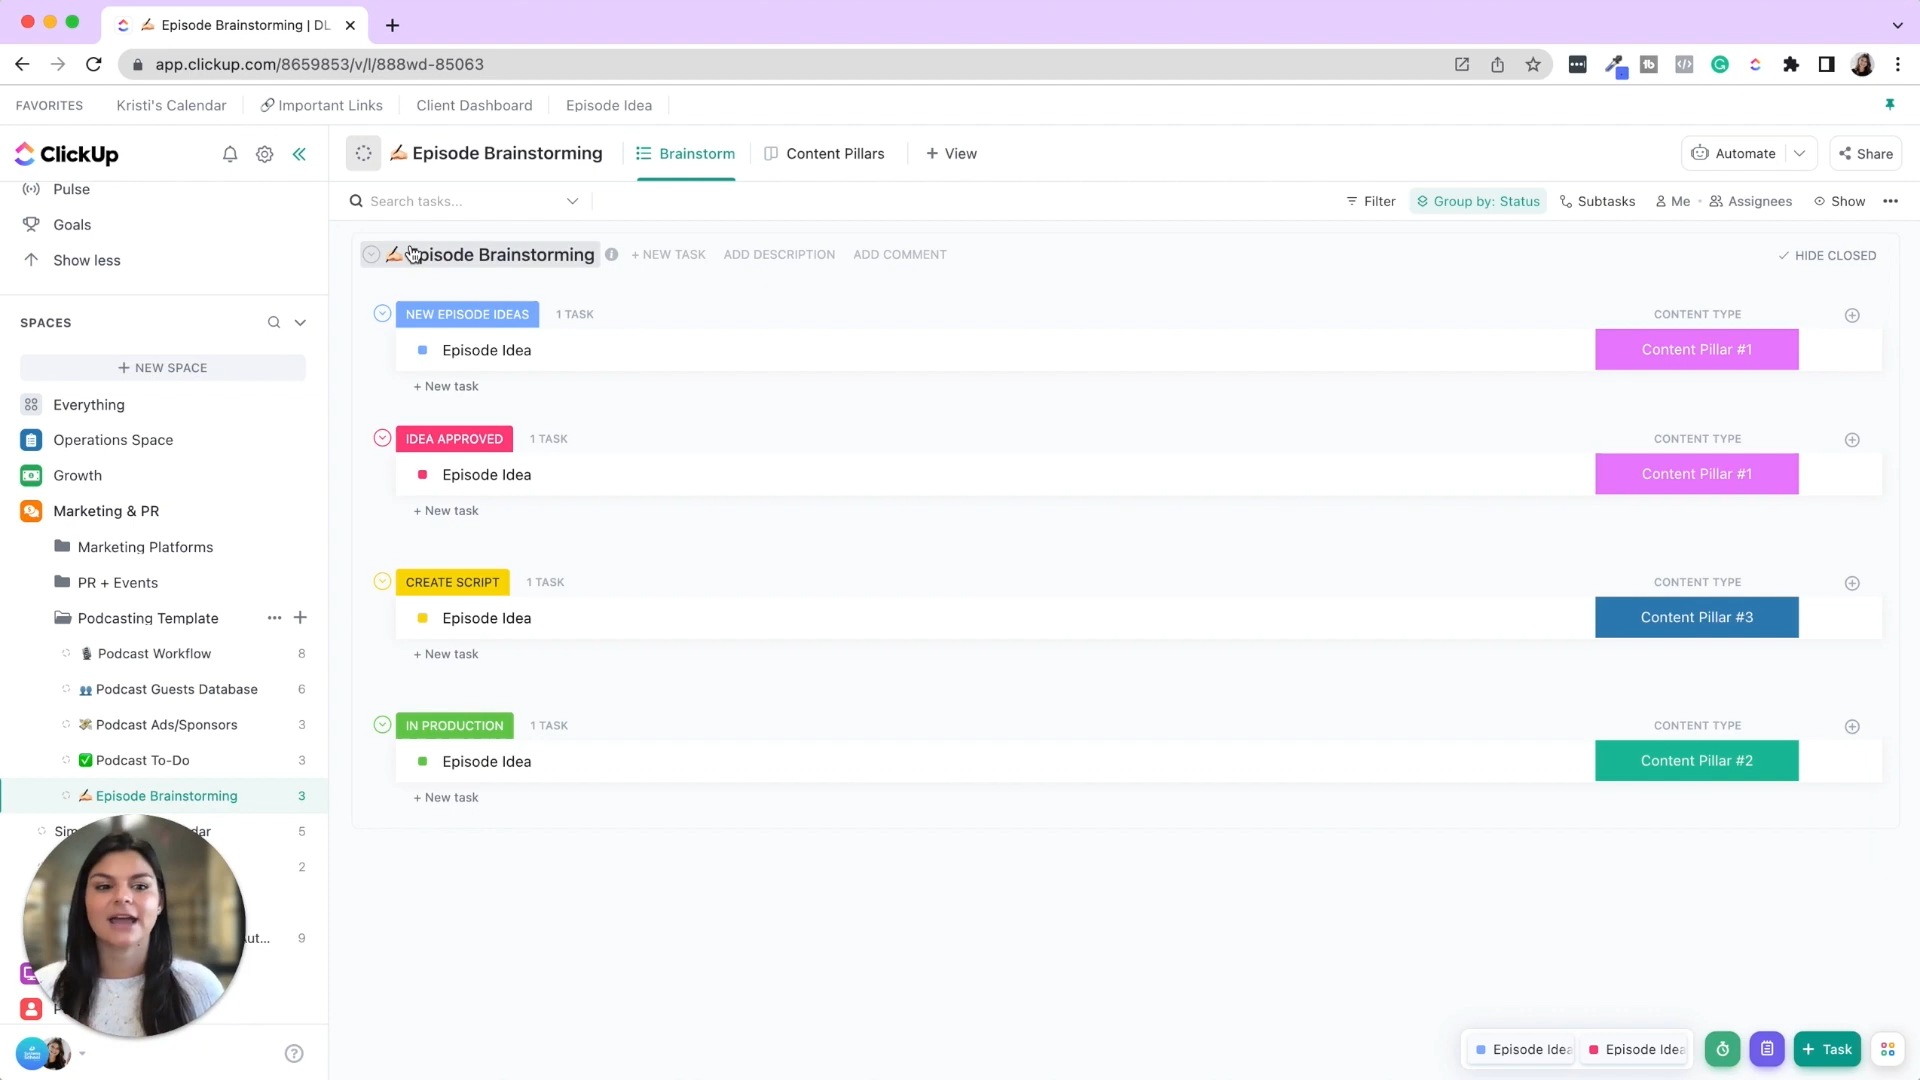 Episode Brainstorming | DL
app.clickup.com/8659853/v/l/888wd-85063
FAVORITES
Kristi's Calendar
Important Links
Client Dashboard
Episode Idea
ClickUp
Episode Brainstorming
Brainstorm
Content Pillars
+ View
Automate
Share
Pulse
Goals
Show less
Search tasks...
Filter
Group by: Status
Subtasks
Me
Assignees
Show
Episode Brainstorming
+ NEW TASK
ADD DESCRIPTION
ADD COMMENT
HIDE CLOSED
SPACES
+ NEW SPACE
Everything
Operations Space
Growth
Marketing & PR
Marketing Platforms
PR + Events
Podcasting Template
Podcast Workflow 8
Podcast Guests Database 6
Podcast Ads/Sponsors 3
Podcast To-Do 3
Episode Brainstorming 3
5
2
9
NEW EPISODE IDEAS
1 TASK
CONTENT TYPE
Episode Idea
Content Pillar #1
+ New task
IDEA APPROVED
1 TASK
CONTENT TYPE
Episode Idea
Content Pillar #1
+ New task
CREATE SCRIPT
1 TASK
CONTENT TYPE
Episode Idea
Content Pillar #3
+ New task
IN PRODUCTION
1 TASK
CONTENT TYPE
Episode Idea
Content Pillar #2
+ New task
Episode Idea
Episode Idea
+ Task